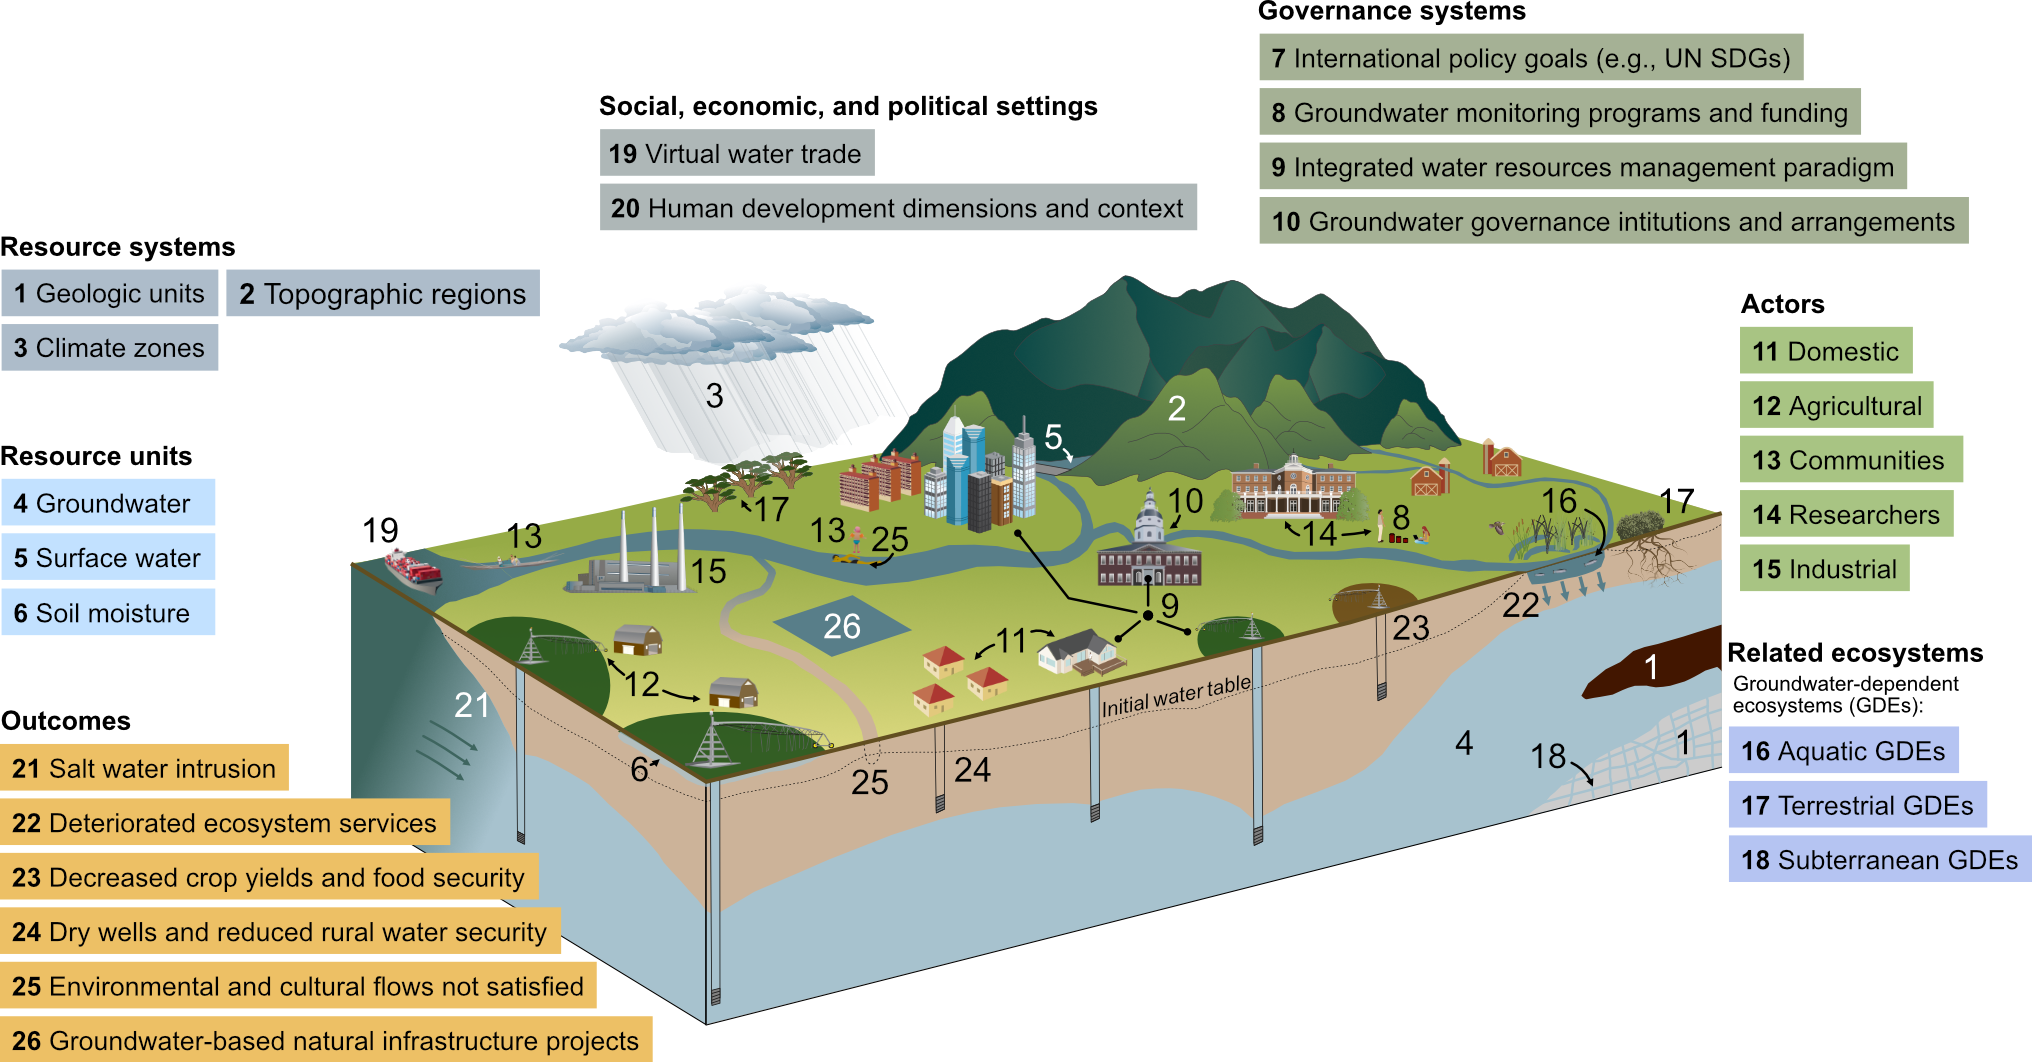 Governance systems
7 International policy goals (e.g., UN SDGs)
8 Groundwater monitoring programs and funding
9 Integrated water resources management paradigm
10 Groundwater governance intitutions and arrangements
Social, economic, and political settings
19 Virtual water trade
20 Human development dimensions and context
Resource systems
1 Geologic units
2 Topographic regions
3 Climate zones
Resource units
4 Groundwater
5 Surface water
6 Soil moisture
Outcomes
21 Salt water intrusion
22 Deteriorated ecosystem services
23 Decreased crop yields and food security
24 Dry wells and reduced rural water security
25 Environmental and cultural flows not satisfied
26 Groundwater-based natural infrastructure projects
Actors
11 Domestic
12 Agricultural
13 Communities
14 Researchers
15 Industrial
Related ecosystems
Groundwater-dependent
ecosystems (GDEs):
16 Aquatic GDEs
17 Terrestrial GDEs
18 Subterranean GDEs
3
2
5
17
10
16
17
19
13
13
25
14
8
15
9
22
26
11
23
12
21
1
Initial water table
6
25
24
4
18
1